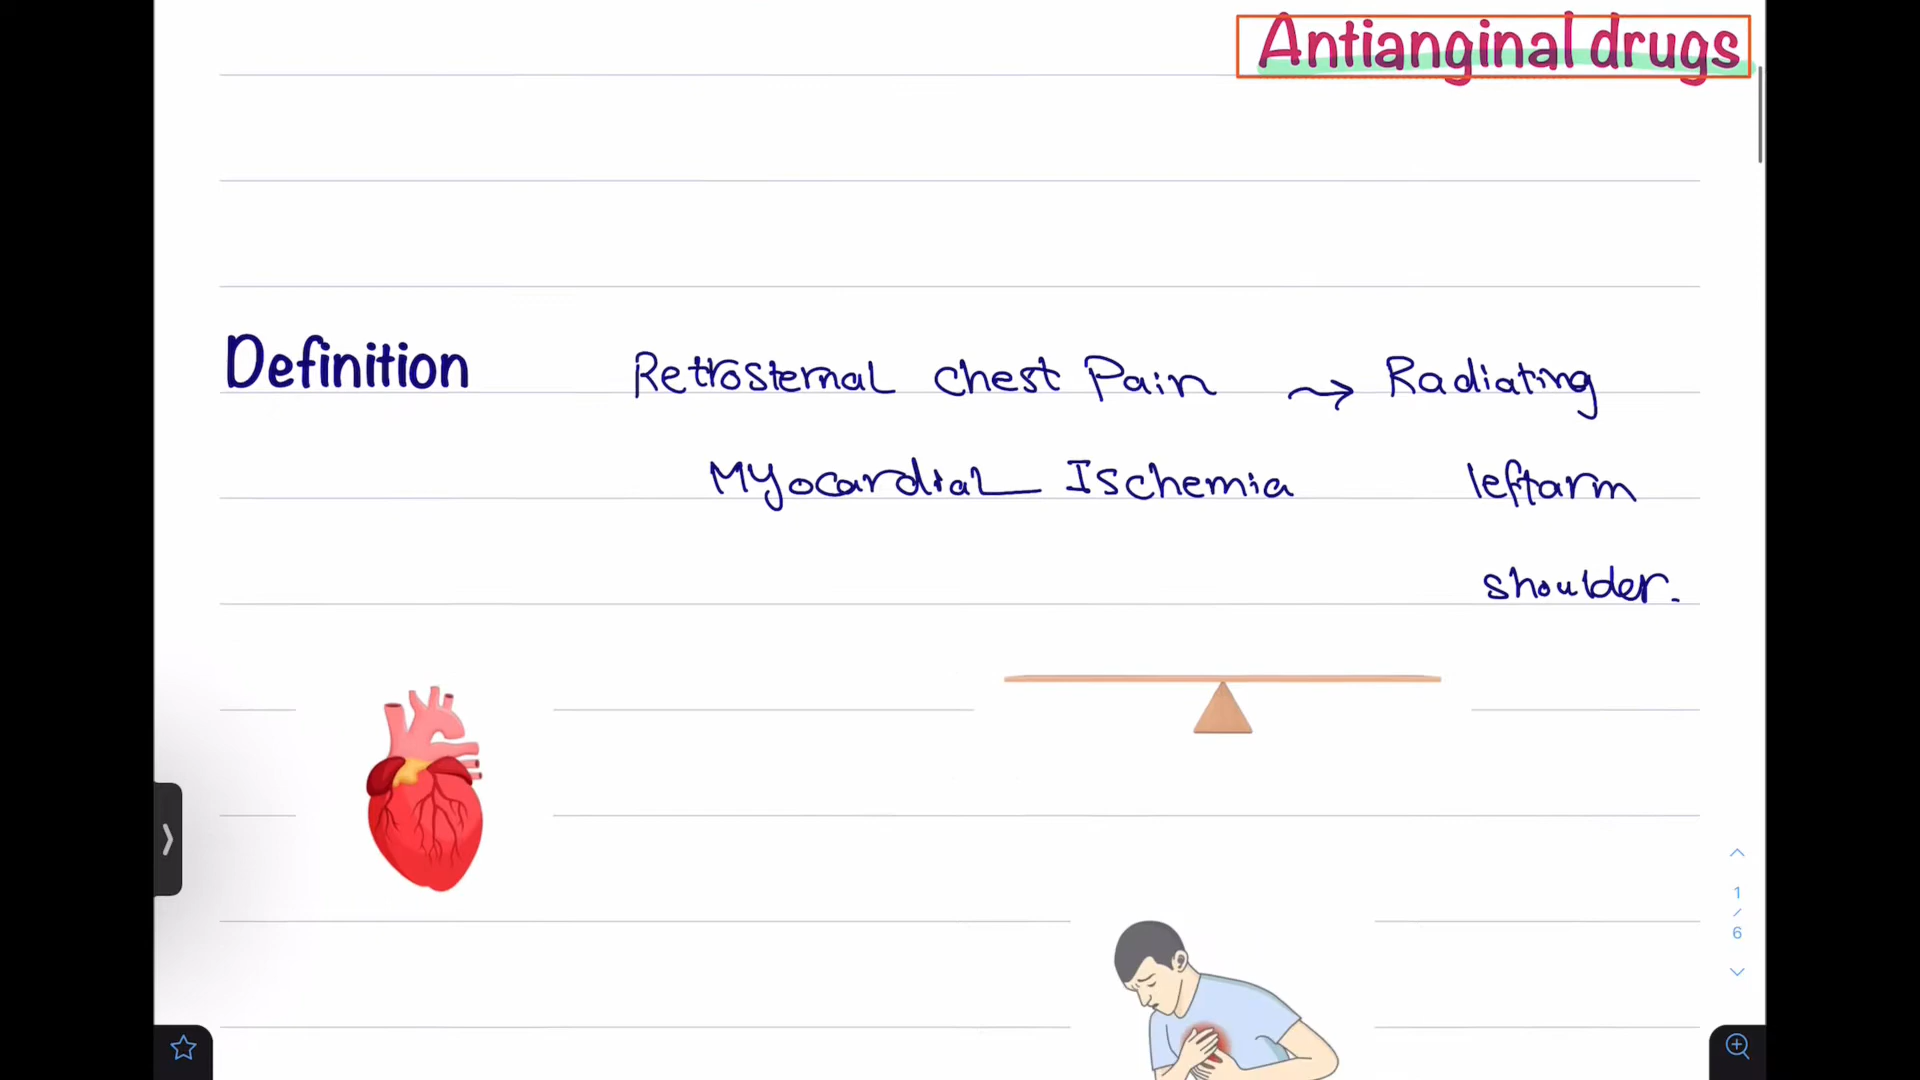 Antianginal drugs
Definition Retrosternal chest Pain → Radiating
Myocardial Ischemia leftarm
shoulder.
1
/
6